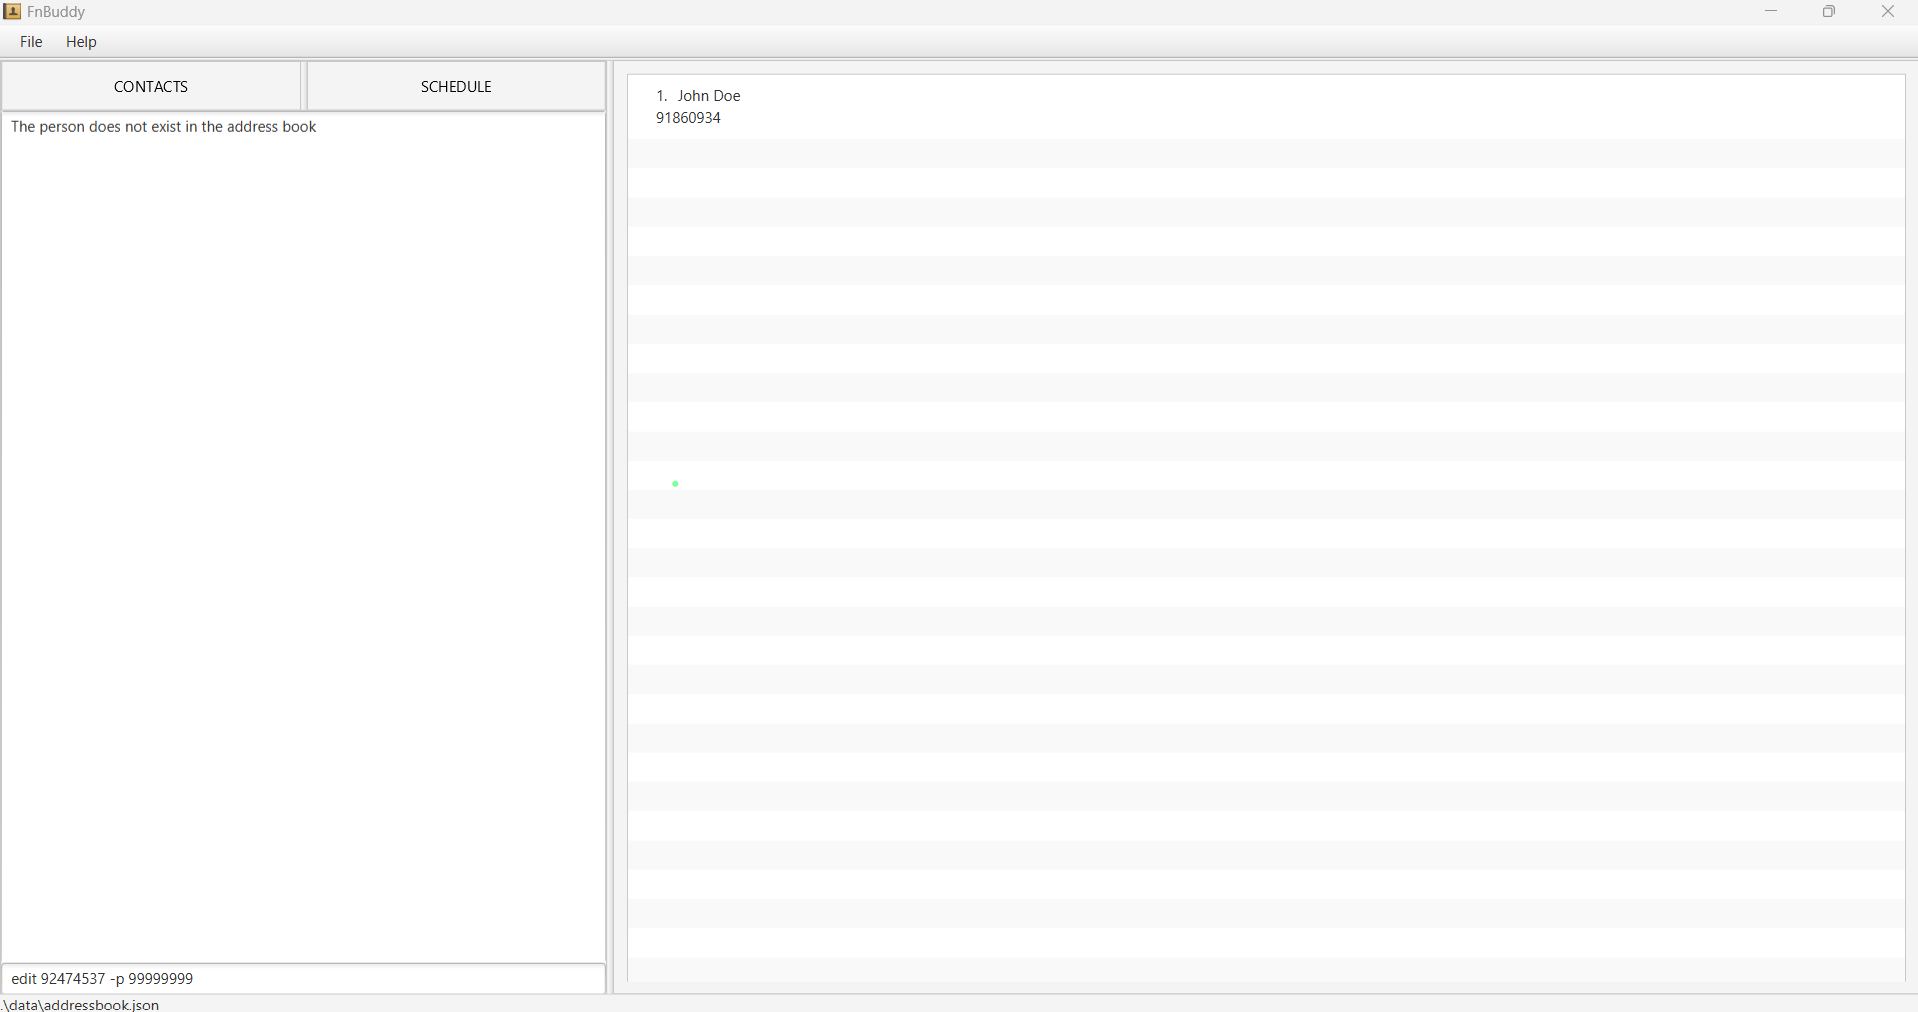 FnBuddy
File Help
CONTACTS SCHEDULE
The person does not exist in the address book
edit 92474537 -p 99999999
.\data\addressbook.json
1. John Doe
91860934